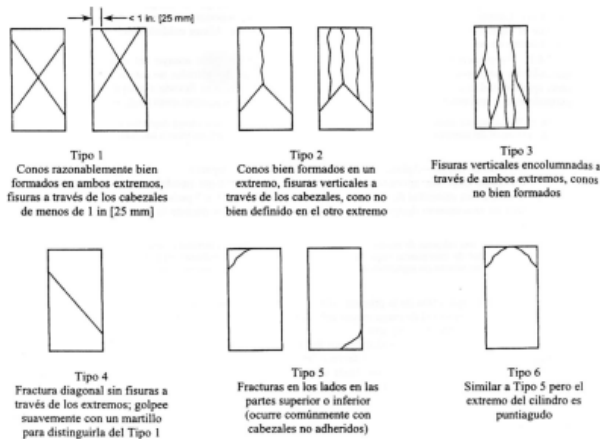 < 1 in. [25 mm]
Tipo 1
Conos razonablemente bien
formados en ambos extremos,
fisuras a través de los cabezales
de menos de 1 in [25 mm]
Tipo 2
Conos bien formados en un
extremo, fisuras verticales a
través de los cabezales, cono no
bien definido en el otro extremo
Tipo 3
Fisuras verticales encolumnadas a
través de ambos extremos, conos
no bien formados
Tipo 4
Fractura diagonal sin fisuras a
través de los extremos; golpee
suavemente con un martillo
para distinguirla del Tipo 1
Tipo 5
Fracturas en los lados en las
partes superior o inferior
(ocurre comúnmente con
cabezales no adheridos)
Tipo 6
Similar a Tipo 5 pero el
extremo del cilindro es
puntiagudo